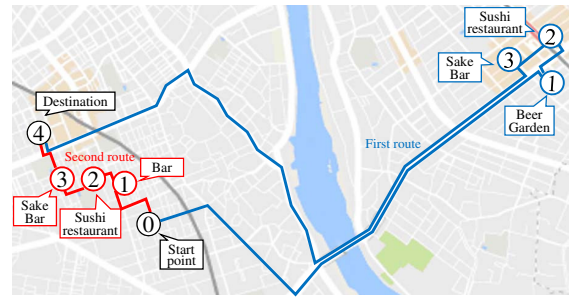 Sushi
restaurant
2
3
Sake
Bar
1
Beer
Garden
First route
Destination
4
Second route
Bar
3
2
1
Sake
Bar
Sushi
restaurant
0
Start
point